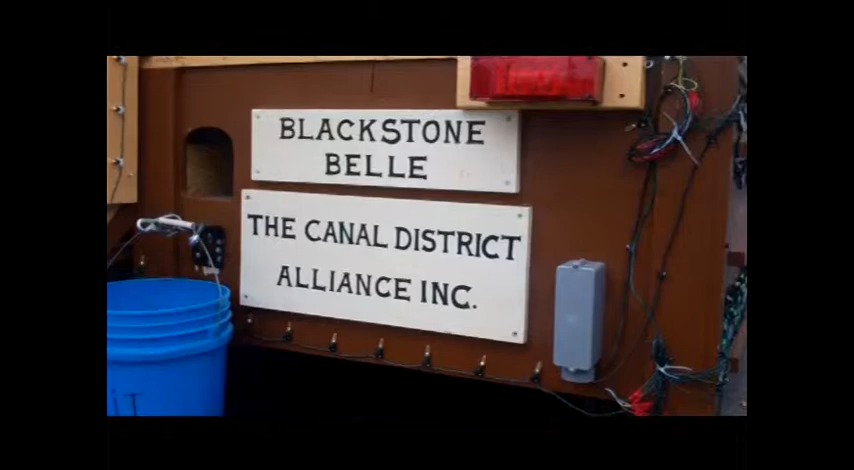 BLACKSTONE
BELLE
THE CANAL DISTRICT
ALLIANCE INC.